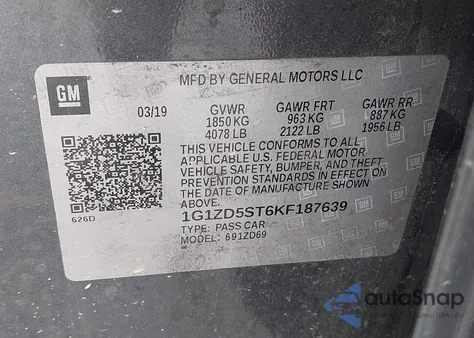 MFD BY GENERAL MOTORS LLC
GM
03/19
GVWR GAWR FRT GAWR RR
1850 KG 963 KG 887 KG
4078 LB 2122 LB 1956 LB
THIS VEHICLE CONFORMS TO ALL
APPLICABLE U.S. FEDERAL MOTOR
VEHICLE SAFETY, BUMPER, AND THEFT
PREVENTION STANDARDS IN EFFECT ON
THE DATE OF MANUFACTURE SHOWN
ABOVE.
626D
1G1ZD5ST6KF187639
TYPE: PASS CAR
MODEL: 691ZD69
autoSnap